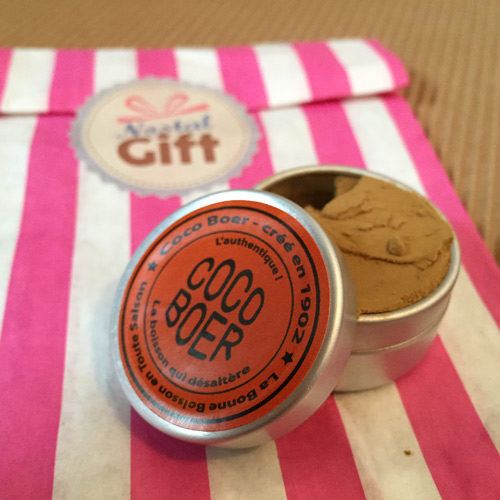 Nostal
Gift
★ Coco Boer - créé en 1902 ★
La Bonne Boisson en Toute Saison
L'authentique !
COCO
BOER
La boisson qui désaltère